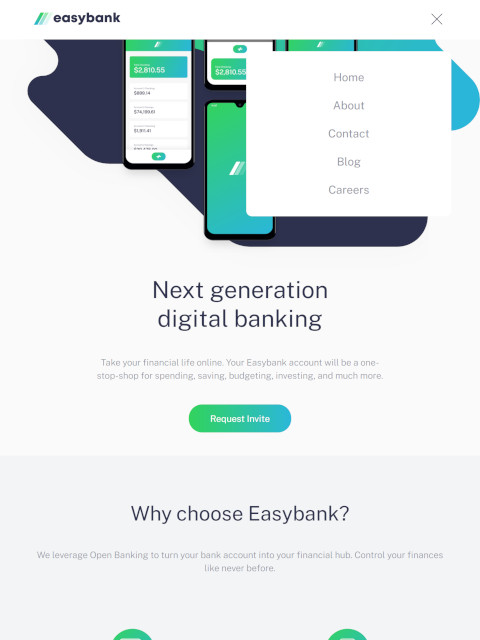 easybank
Home
About
Contact
Blog
Careers
$2,810.55
$2,810.55
Next generation
digital banking
Take your financial life online. Your Easybank account will be a one-
stop-shop for spending, saving, budgeting, investing, and much more.
Request Invite
Why choose Easybank?
We leverage Open Banking to turn your bank account into your financial hub. Control your finances
like never before.